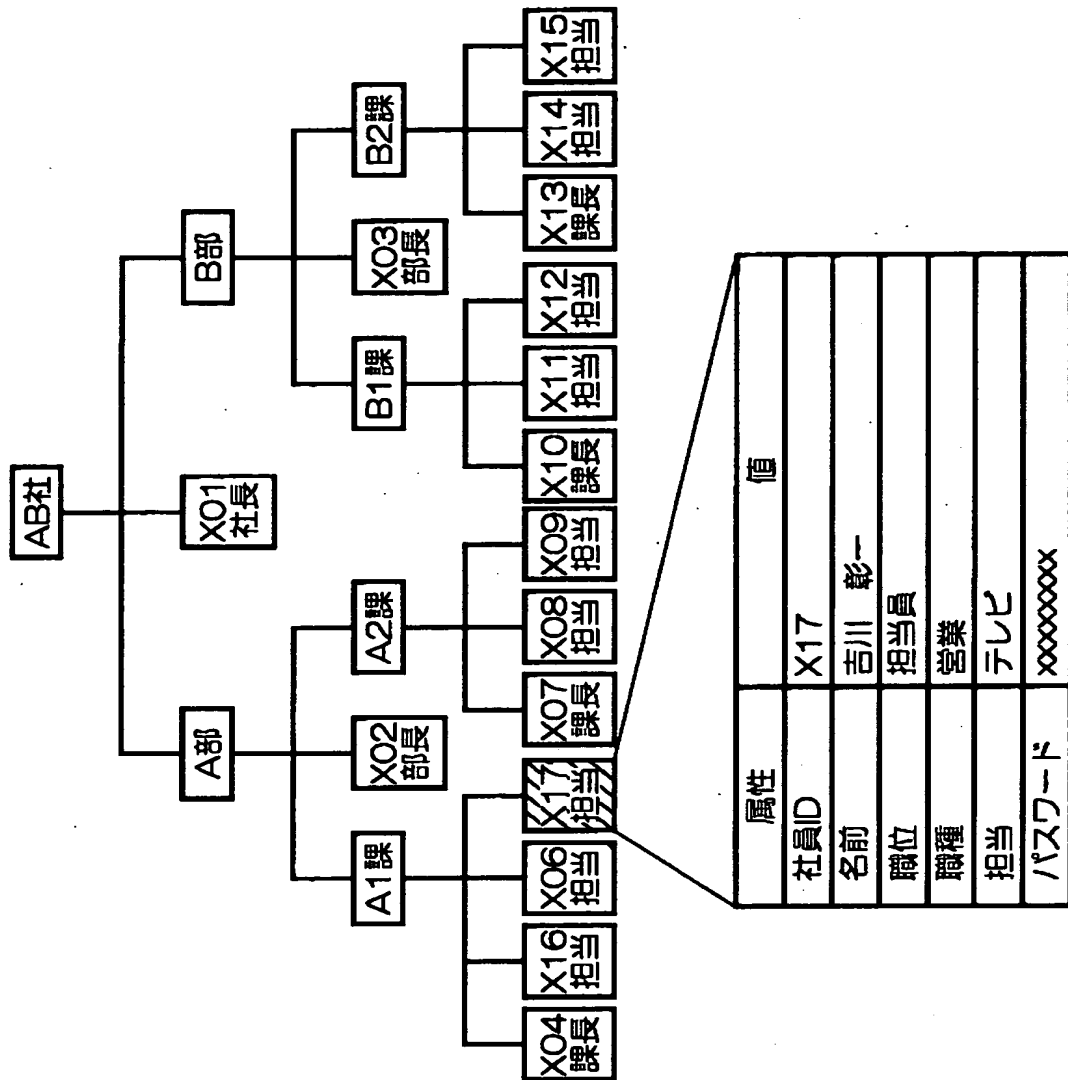 AB社
A部
X01
社長
B部
A1課
X02
部長
A2課
B1課
X03
部長
B2課
X04
課長
X16
担当
X06
担当
X17
担当
X07
課長
X08
担当
X09
担当
X10
課長
X11
担当
X12
担当
X13
課長
X14
担当
X15
担当
属性 値
社員ID X17
名前 吉川 彰一
職位 担当員
職種 営業
担当 テレビ
パスワード xxxxxxxx